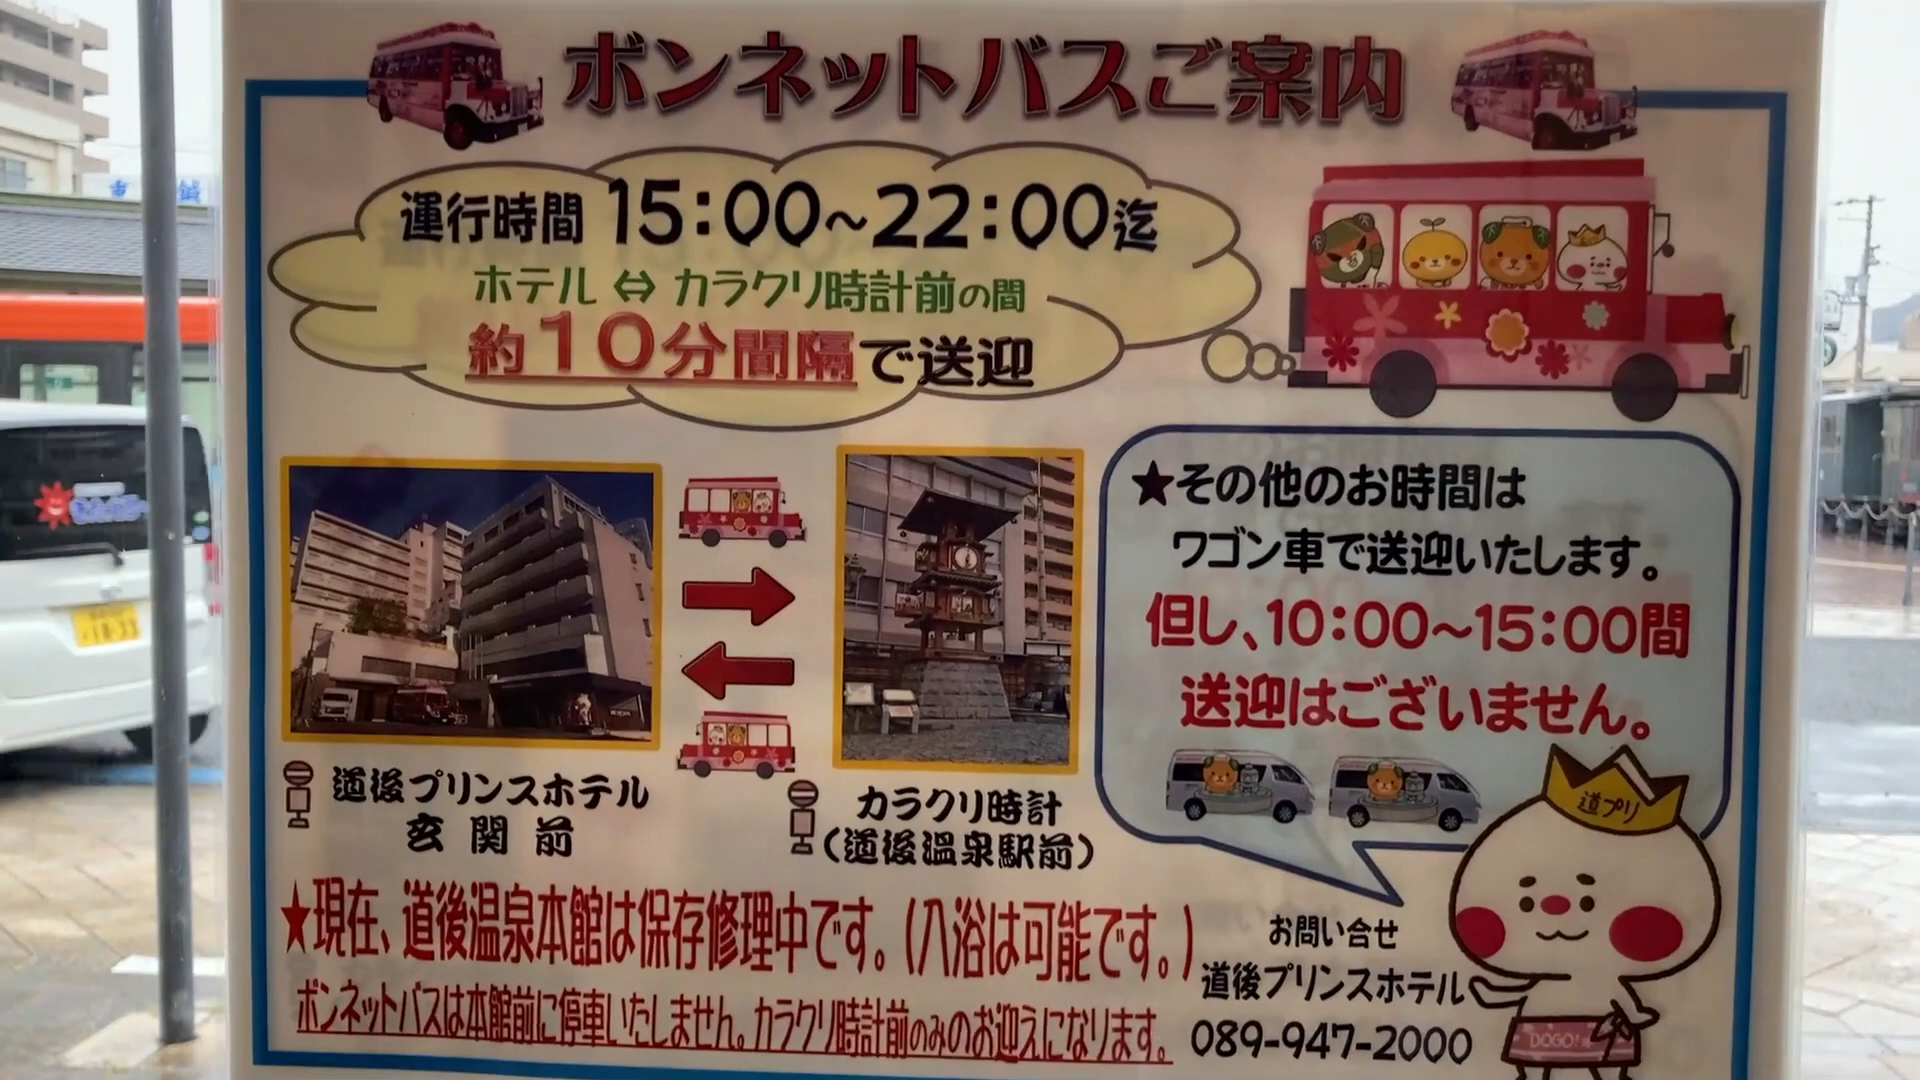 ボンネットバスご案内
運行時間 15:00～22:00迄
ホテル ⇔ カラクリ時計前の間
約10分間隔で送迎
★その他のお時間は
ワゴン車で送迎いたします。
但し、10:00～15:00間
送迎はございません。
道後プリンスホテル
玄関前
カラクリ時計
(道後温泉駅前)
道プリ
★現在、道後温泉本館は保存修理中です。(入浴は可能です。)
ボンネットバスは本館前に停車いたしません。カラクリ時計前のみのお迎えになります。
お問い合せ
道後プリンスホテル
089-947-2000
DOGO!